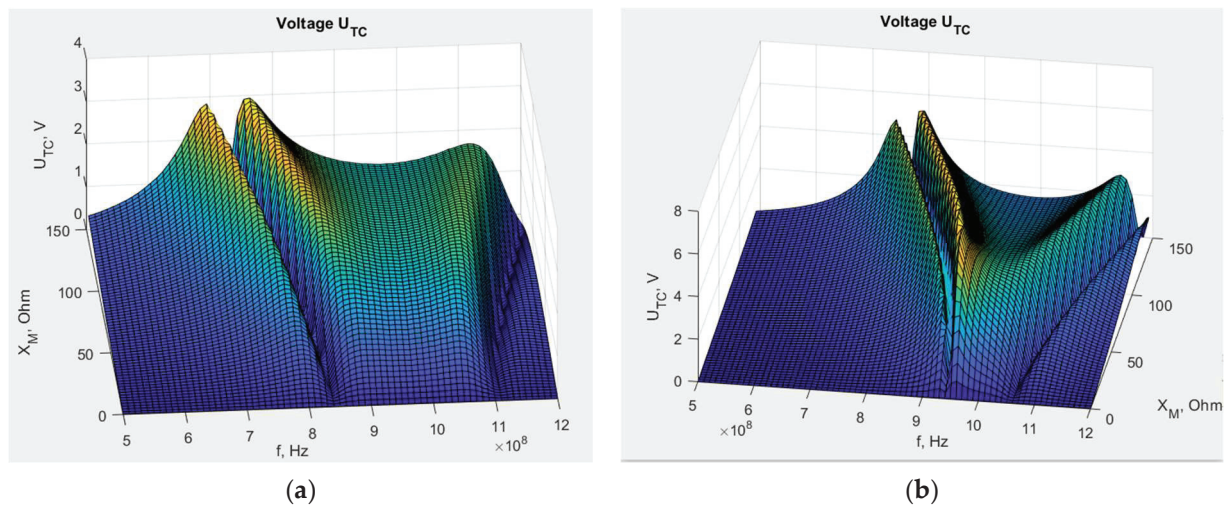 Voltage U_TC
4
3
2
1
0
U_TC, V
150
100
50
0
X_M, Ohm
5 6 7 8 9 10 11 12
×10^8
f, Hz
(a)
Voltage U_TC
8
6
4
2
0
U_TC, V
150
100
50
0
X_M, Ohm
5 6 7 8 9 10 11 12
×10^8
f, Hz
(b)